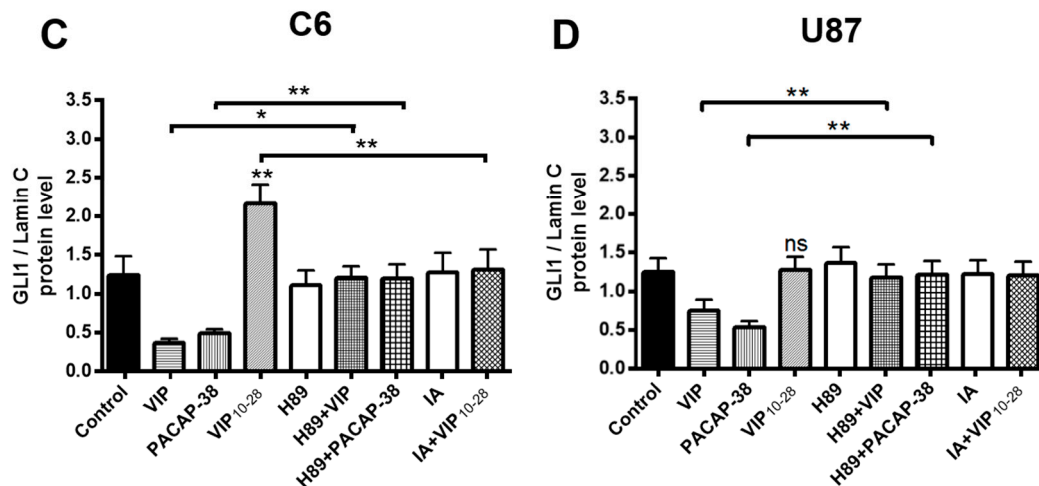 C
C6
GLI1 / Lamin C
protein level
3.5
3.0
2.5
2.0
1.5
1.0
0.5
0.0
**
*
**
**
Control
VIP
PACAP-38
VIP10-28
H89
H89+VIP
H89+PACAP-38
IA
IA+VIP10-28
D
U87
GLI1 / Lamin C
protein level
3.5
3.0
2.5
2.0
1.5
1.0
0.5
0.0
**
**
ns
Control
VIP
PACAP-38
VIP10-28
H89
H89+VIP
H89+PACAP-38
IA
IA+VIP10-28